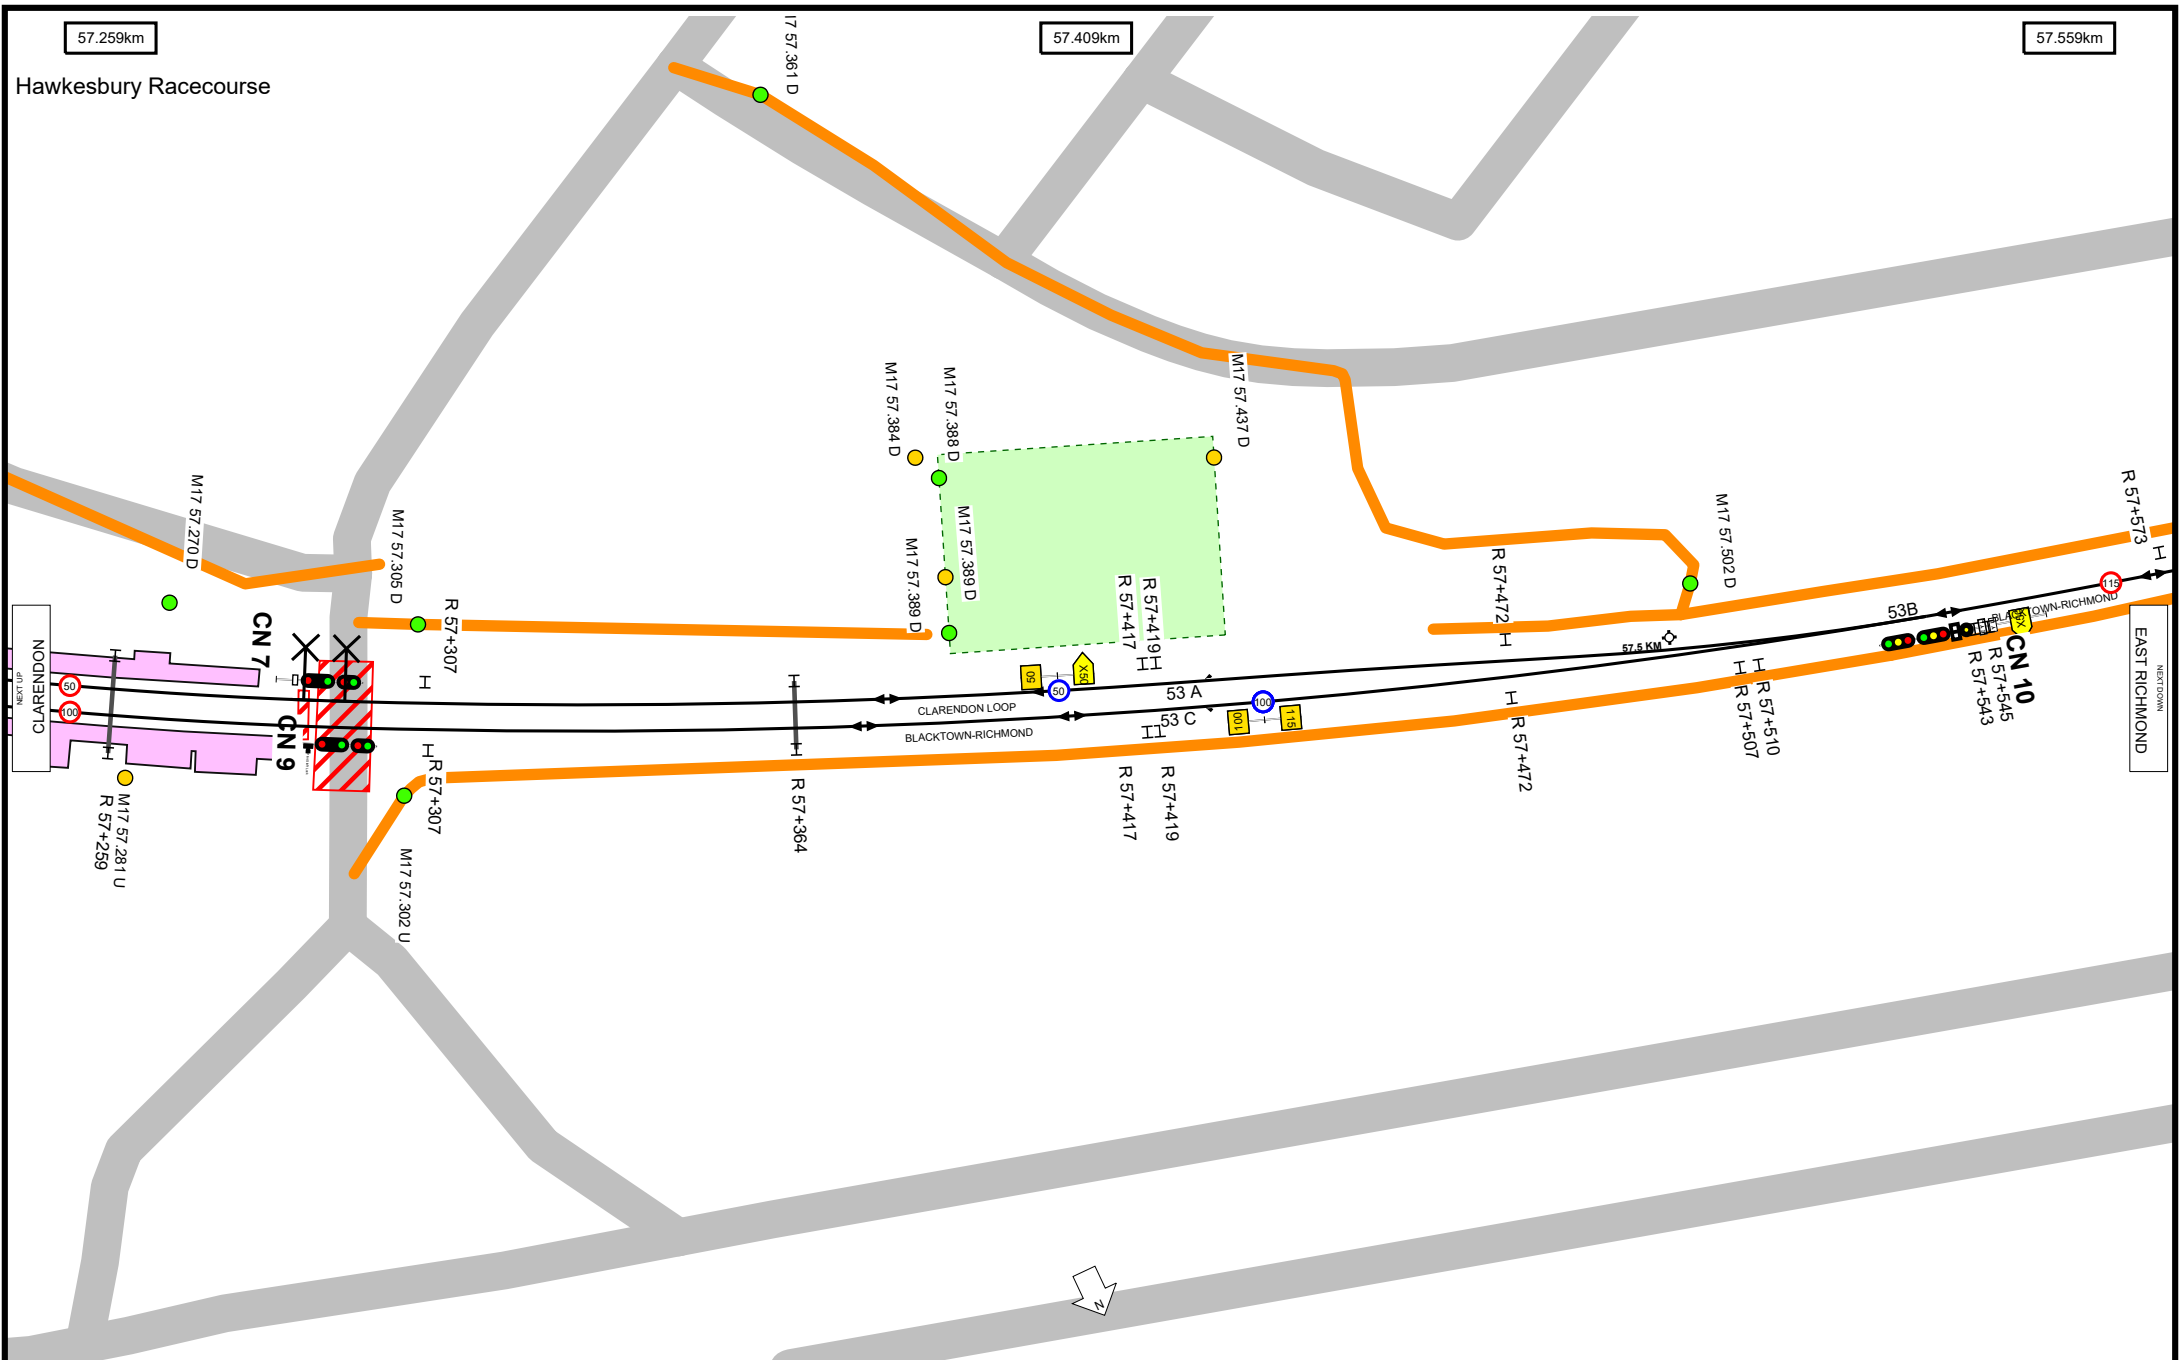 57.259km
57.409km
57.559km
Hawkesbury Racecourse
57.361 D
M17 57.384 D
M17 57.388 D
M17 57.437 D
M17 57.270 D
M17 57.305 D
M17 57.389 D
M17 57.389 D
M17 57.502 D
R 57+573
R 57+307
R 57+417
R 57+419
R 57+472
CN 7
CN 9
NEXT UP
CLARENDON
50
100
50
X50
50
53 A
CLARENDON LOOP
53 C
BLACKTOWN-RICHMOND
100
100
115
57.5 KM
53B
BLACKTOWN-RICHMOND
115
CN 10
R 57+545
R 57+543
R 57+510
R 57+507
EAST RICHMOND
NEXT DOWN
R 57+259
M17 57.281 U
R 57+307
M17 57.302 U
R 57+364
R 57+417
R 57+419
R 57+472
N